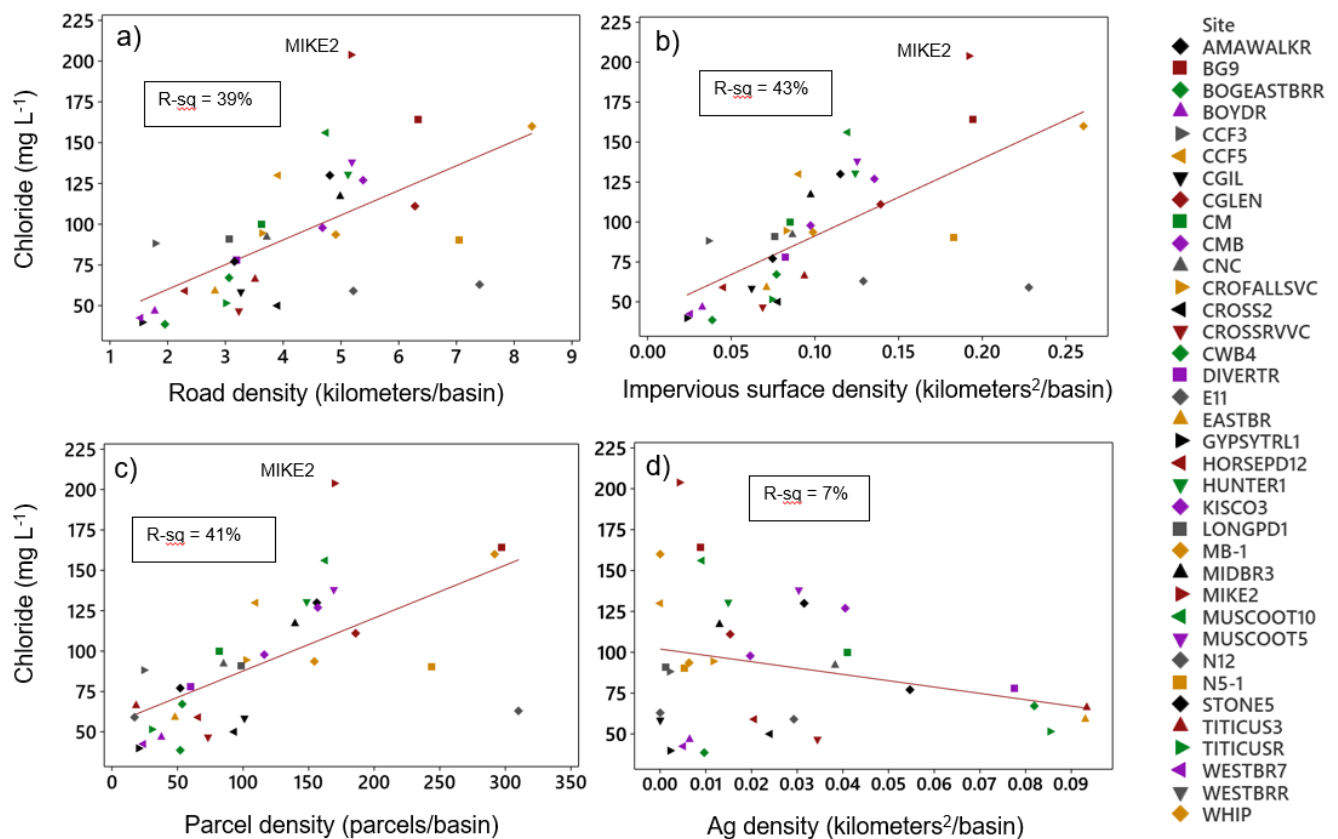 a)
MIKE2
R-sq = 39%
225
200
175
150
125
100
75
50
Chloride (mg L-1)
1 2 3 4 5 6 7 8 9
Road density (kilometers/basin)
b)
MIKE2
R-sq = 43%
225
200
175
150
125
100
75
50
0.00 0.05 0.10 0.15 0.20 0.25
Impervious surface density (kilometers2/basin)
c)
MIKE2
R-sq = 41%
225
200
175
150
125
100
75
50
Chloride (mg L-1)
0 50 100 150 200 250 300 350
Parcel density (parcels/basin)
d)
R-sq = 7%
225
200
175
150
125
100
75
50
0.00 0.01 0.02 0.03 0.04 0.05 0.06 0.07 0.08 0.09
Ag density (kilometers2/basin)
Site
AMAWALKR
BG9
BOGEASTBRR
BOYDR
CCF3
CCF5
CGIL
CGLEN
CM
CMB
CNC
CROFALLSVC
CROSS2
CROSSRVVC
CWB4
DIVERTR
E11
EASTBR
GYPSYTRL1
HORSEPD12
HUNTER1
KISCO3
LONGPD1
MB-1
MIDBR3
MIKE2
MUSCOOT10
MUSCOOT5
N12
N5-1
STONE5
TITICUS3
TITICUSR
WESTBR7
WESTBRR
WHIP